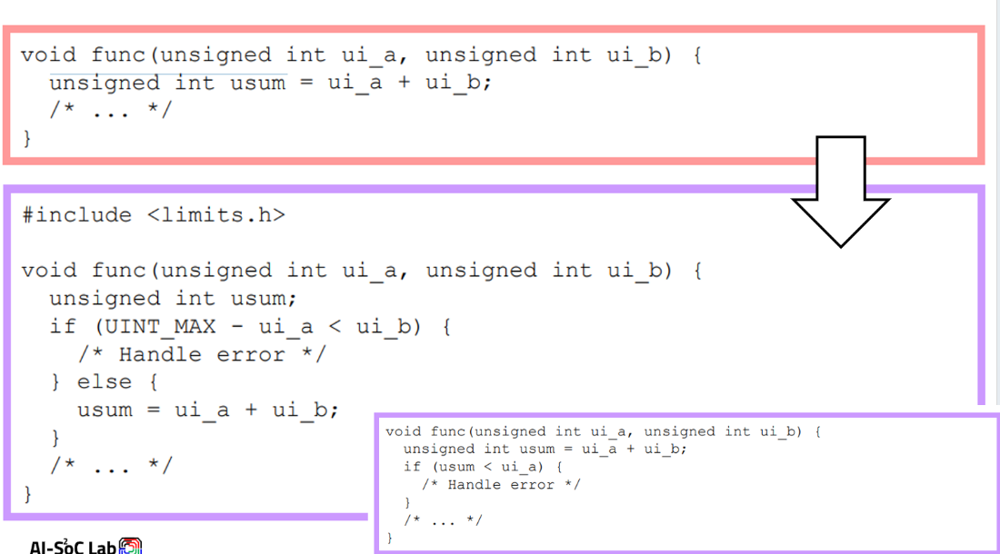 void func(unsigned int ui_a, unsigned int ui_b) {
  unsigned int usum = ui_a + ui_b;
  /* ... */
}
#include <limits.h>
void func(unsigned int ui_a, unsigned int ui_b) {
  unsigned int usum;
  if (UINT_MAX - ui_a < ui_b) {
    /* Handle error */
  } else {
    usum = ui_a + ui_b;
  }
  /* ... */
}
void func(unsigned int ui_a, unsigned int ui_b) {
  unsigned int usum = ui_a + ui_b;
  if (usum < ui_a) {
    /* Handle error */
  }
  /* ... */
}
AI-S²oC Lab